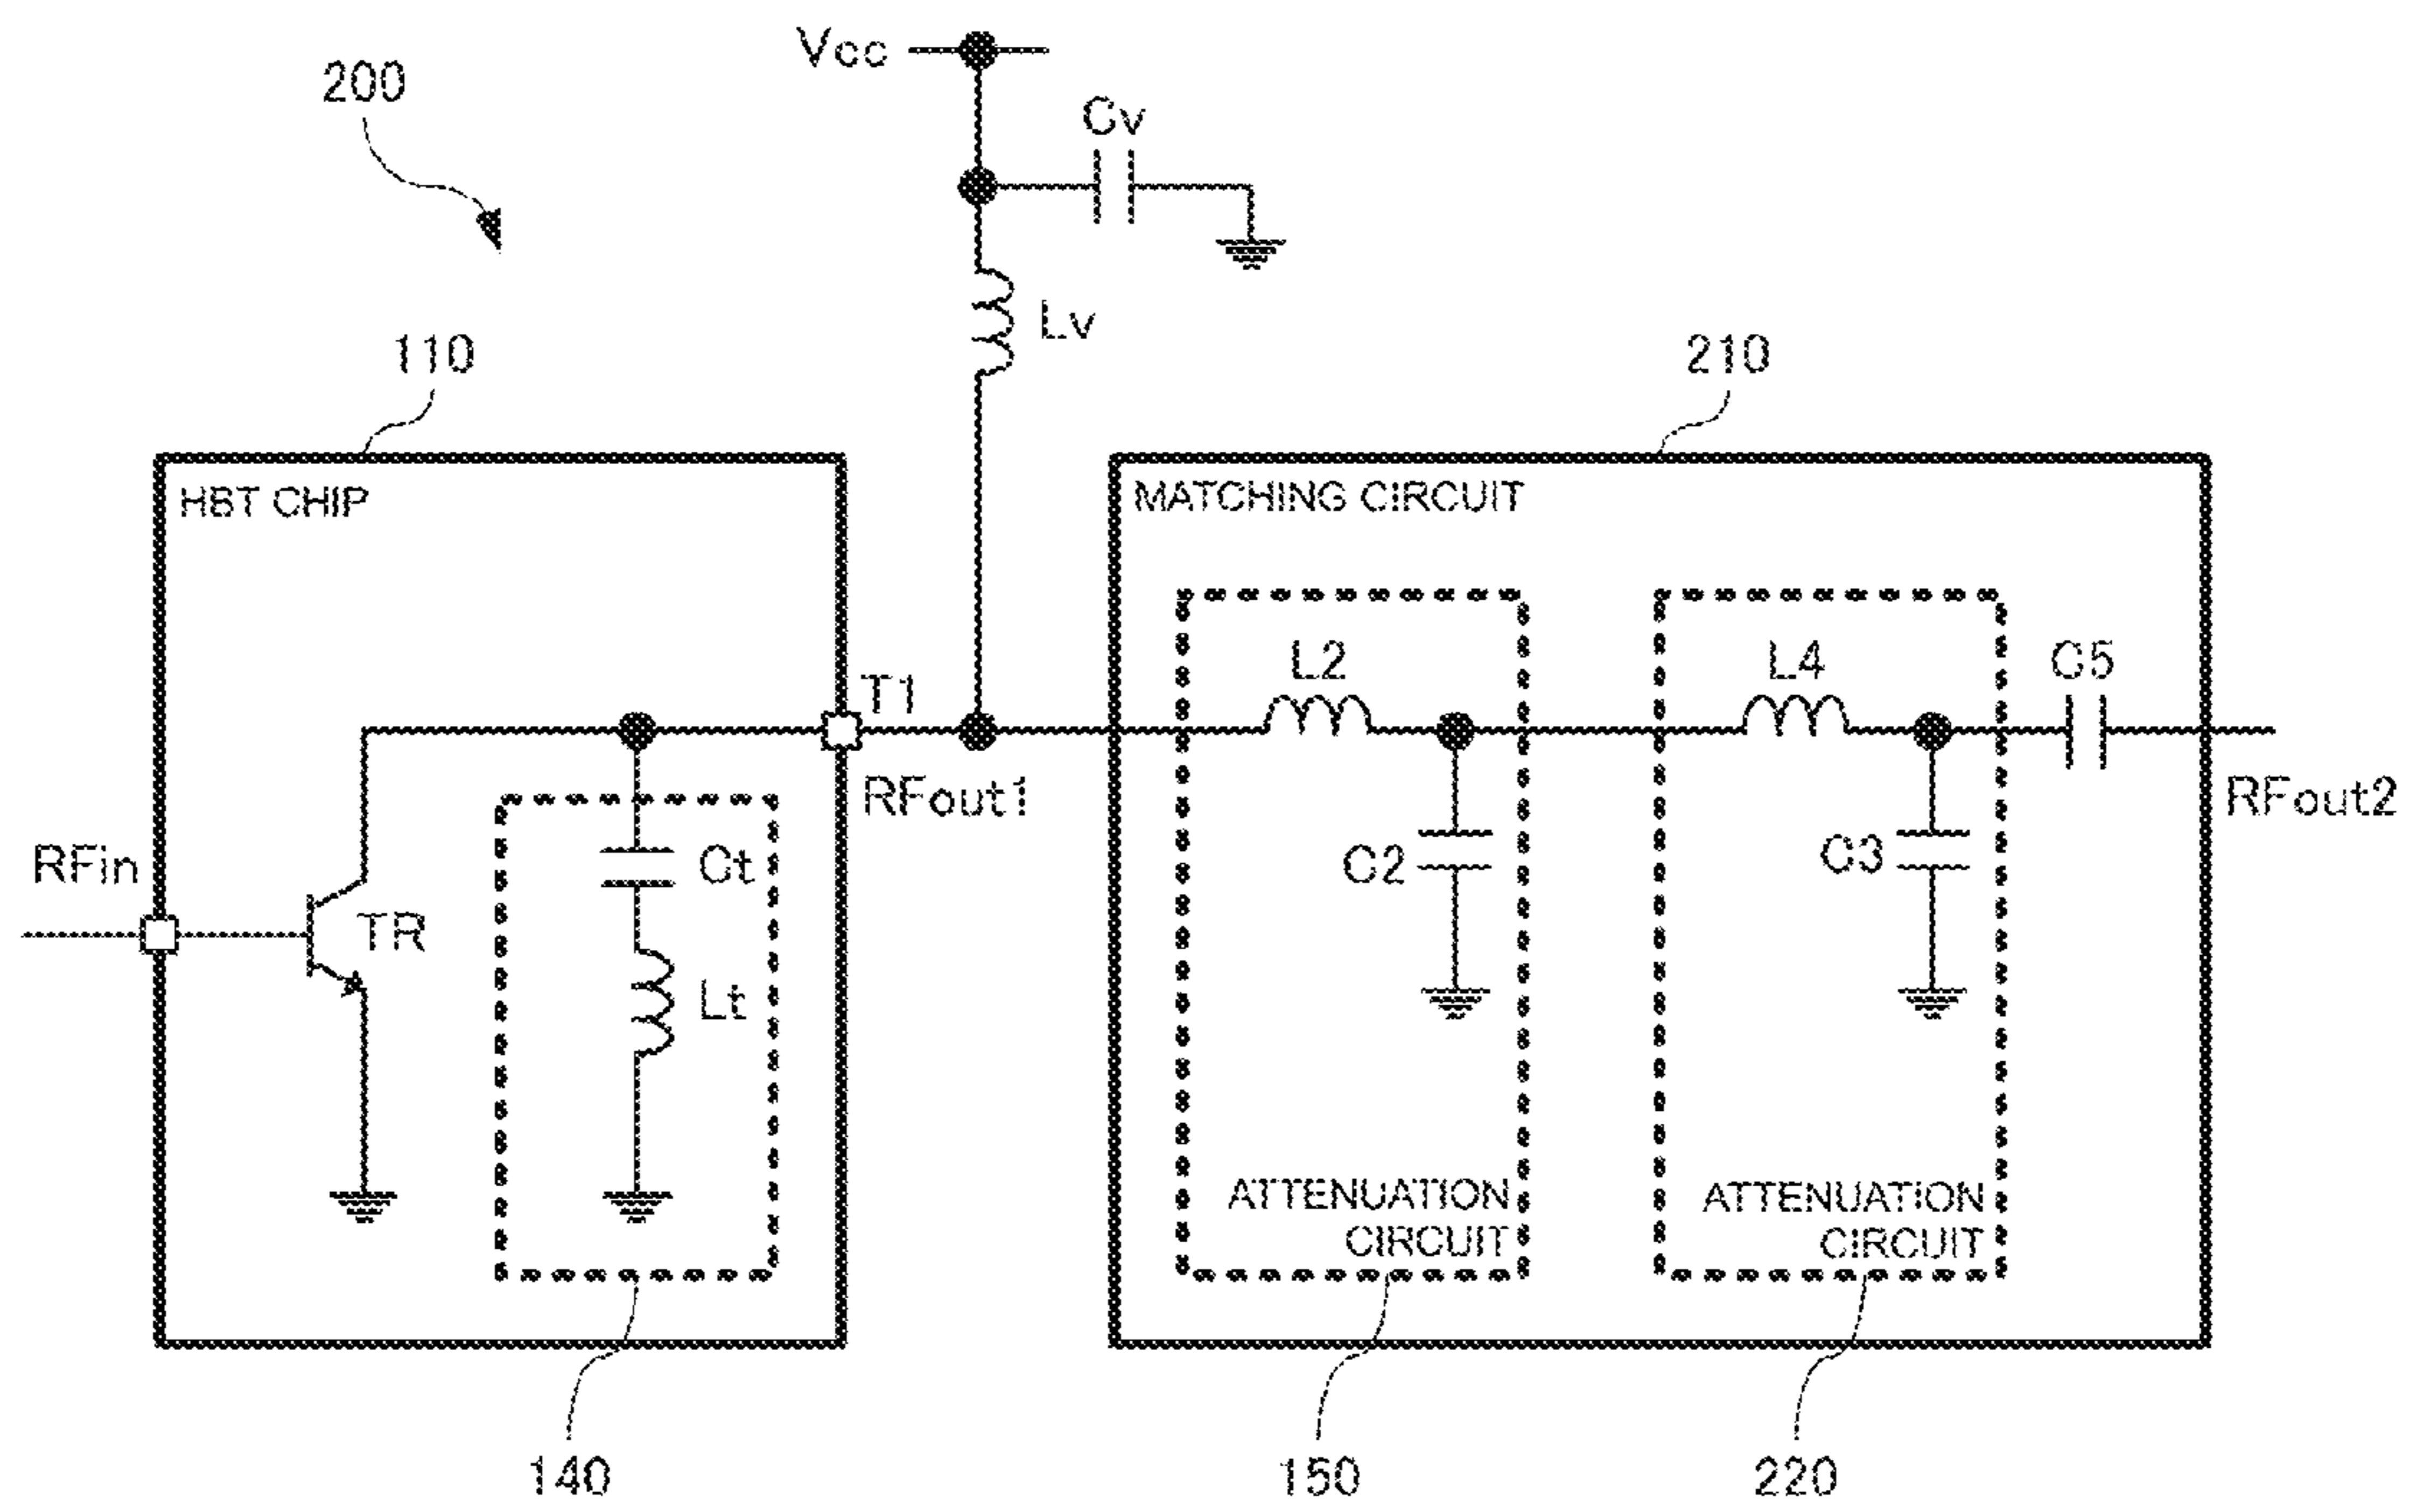 Vcc
200
Cv
Lv
110
210
HBT CHIP
MATCHING CIRCUIT
L2
L4
C5
T1
RFout1
RFout2
RFin
TR
Ct
C2
C3
Lt
ATTENUATION
CIRCUIT
ATTENUATION
CIRCUIT
140
150
220